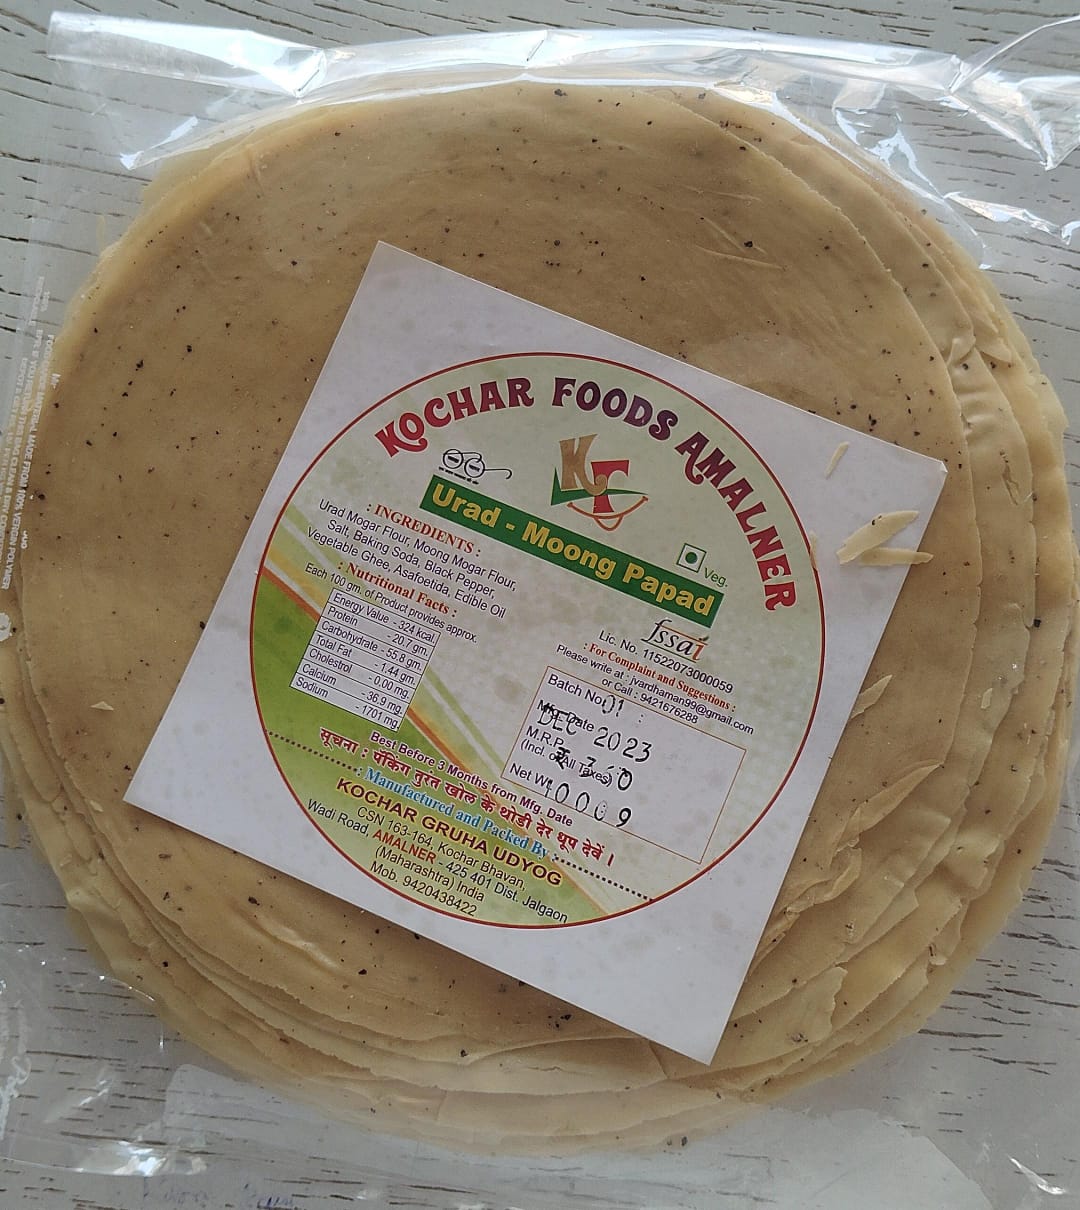 KOCHAR FOODS AMALNER
KF
Urad - Moong Papad
Veg.
: INGREDIENTS :
Urad Mogar Flour, Moong Mogar Flour,
Salt, Baking Soda, Black Pepper,
Vegetable Ghee, Asafoetida, Edible Oil
: Nutritional Facts :
Each 100 gm. of Product provides approx.
Energy Value - 324 kcal.
Protein - 20.7 gm.
Carbohydrate - 55.8 gm.
Total Fat - 1.44 gm.
Cholestrol - 0.00 mg.
Calcium - 36.9 mg.
Sodium - 1701 mg.
fssai
Lic. No. 11522073000059
: For Complaint and Suggestions :
Please write at : jvardhaman99@gmail.com
or Call : 9421676288
Batch No. 01 :
Mfg. Date DEC 2023
M.R.P. ₹
(Incl. of All Taxes)
Net Wt.
Best Before 3 Months from Mfg. Date
सूचना : पॅकिंग तुरंत खोल के थोडी देर धूप देवें ।
: Manufactured and Packed By :
KOCHAR GRUHA UDYOG
CSN 163-164, Kochar Bhavan,
Wadi Road, AMALNER - 425 401 Dist. Jalgaon
(Maharashtra) India
Mob. 9420438422